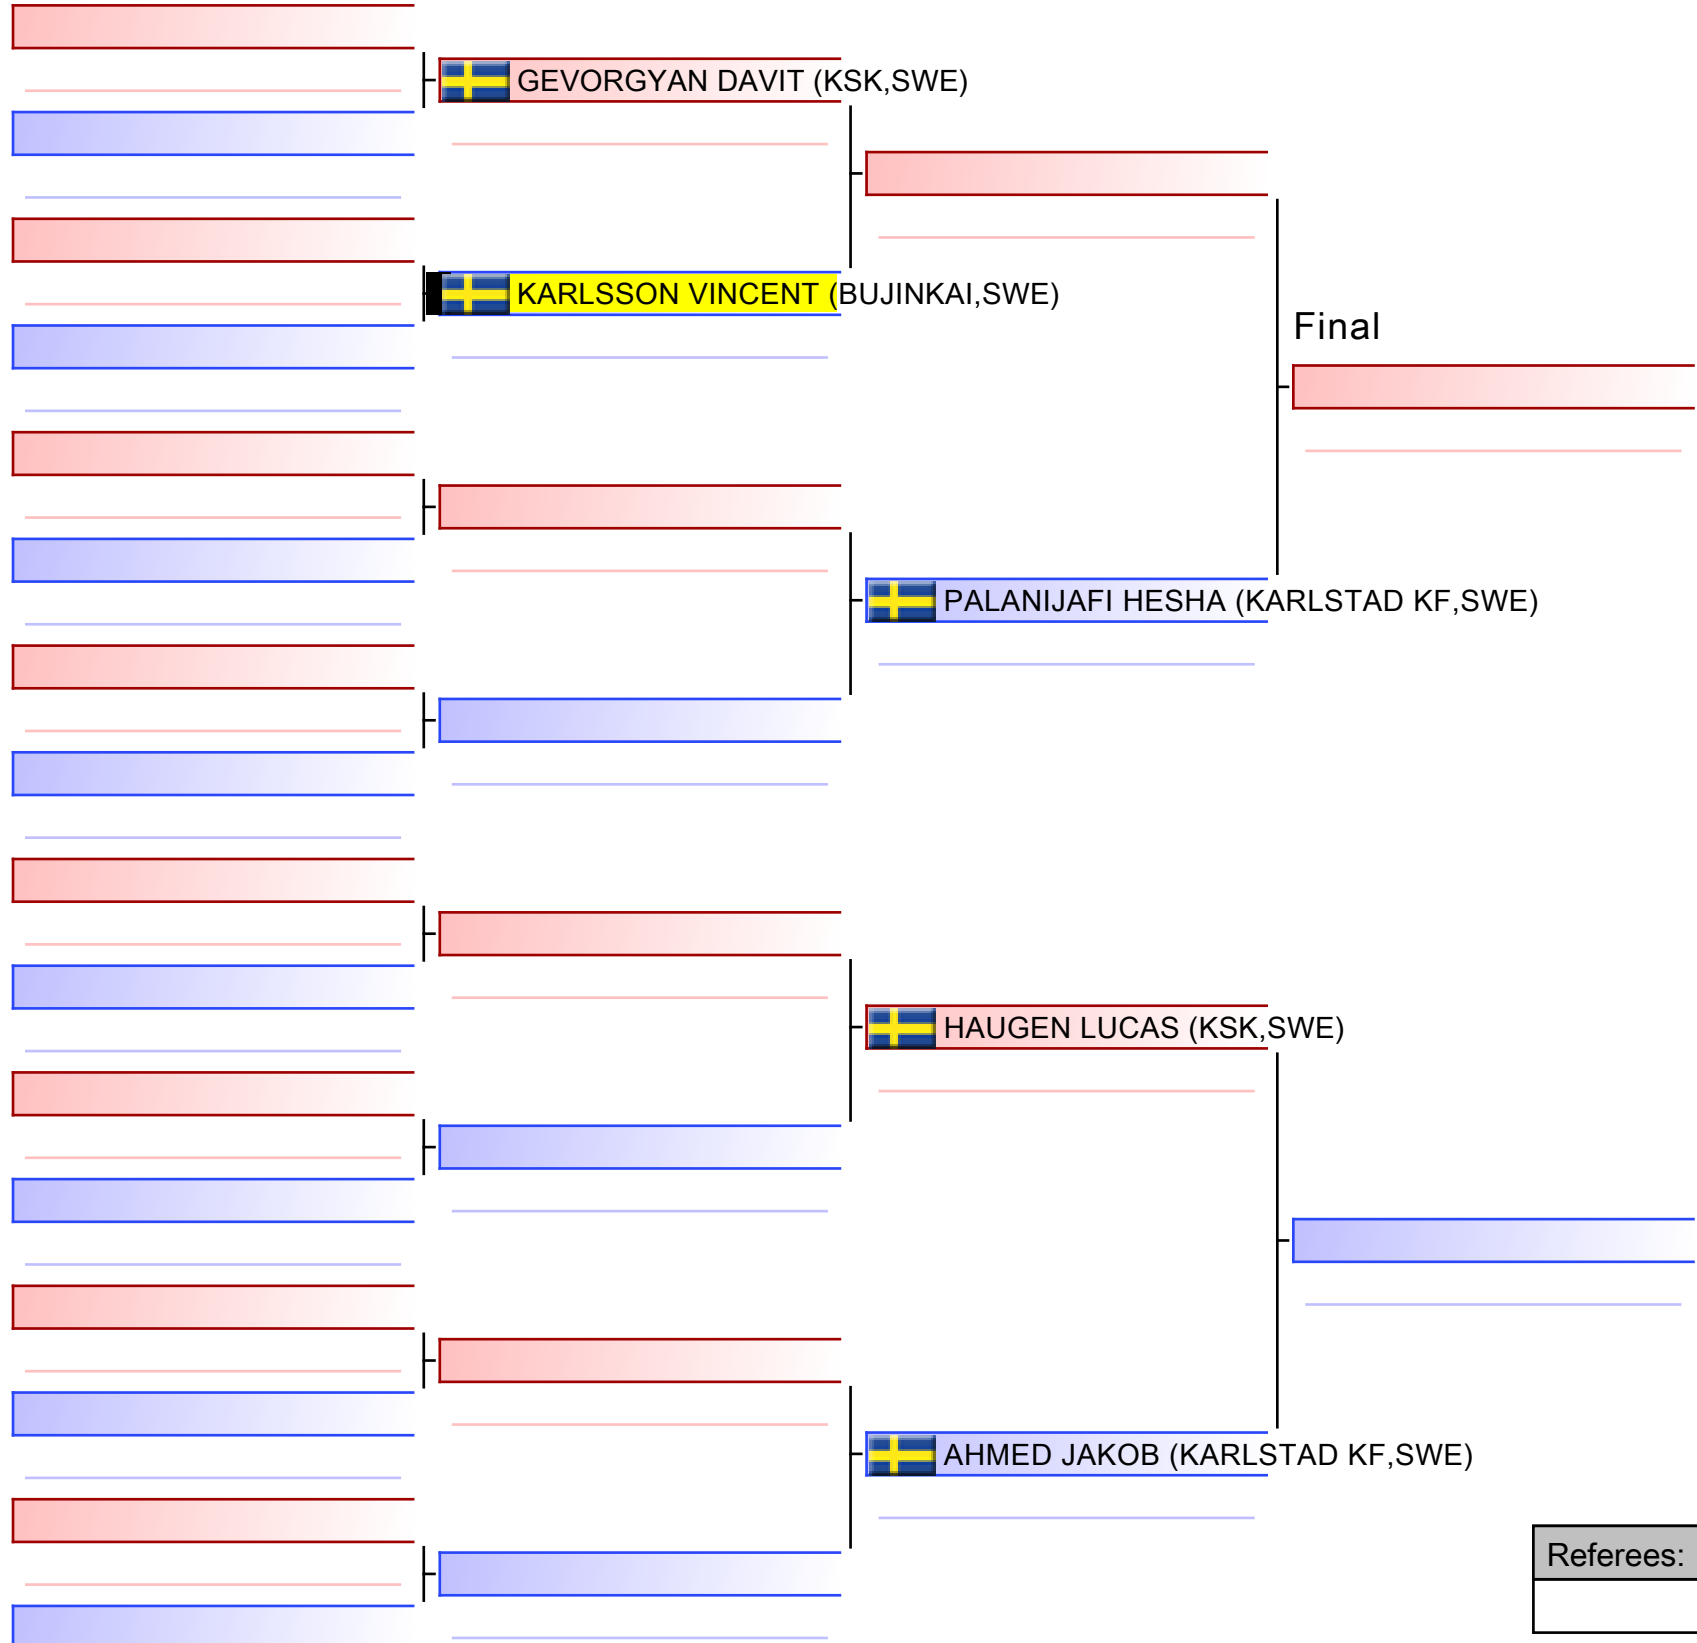 GEVORGYAN DAVIT (KSK,SWE)
KARLSSON VINCENT (BUJINKAI,SWE)
Final
PALANIJAFI HESHA (KARLSTAD KF,SWE)
HAUGEN LUCAS (KSK,SWE)
AHMED JAKOB (KARLSTAD KF,SWE)
Referees: